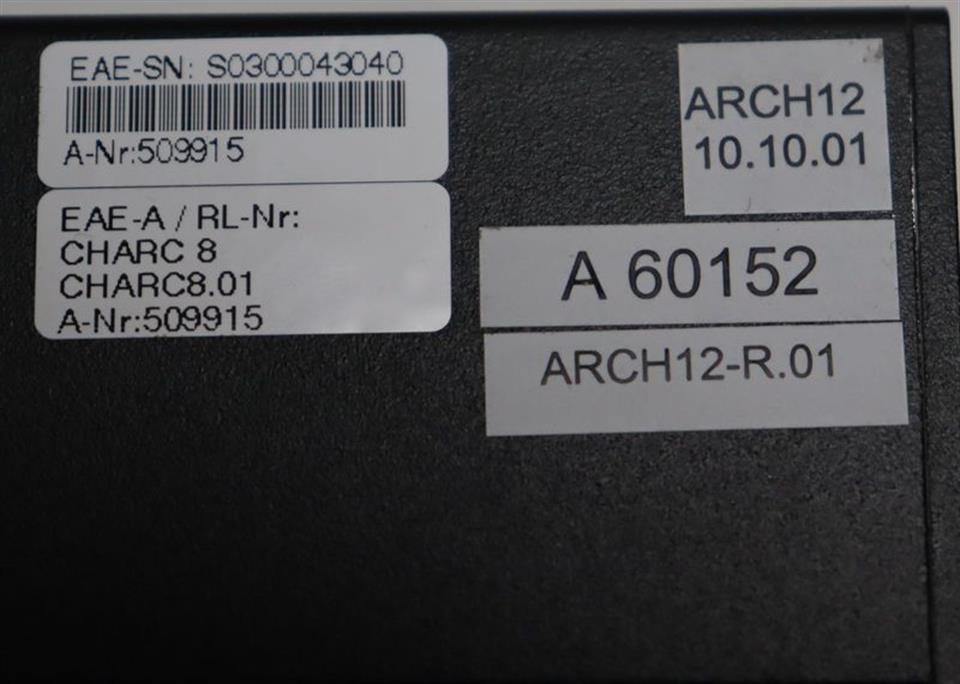 EAE-SN: S0300043040
A-Nr:509915
EAE-A / RL-Nr:
CHARC 8
CHARC8.01
A-Nr:509915
ARCH12
10.10.01
A 60152
ARCH12-R.01